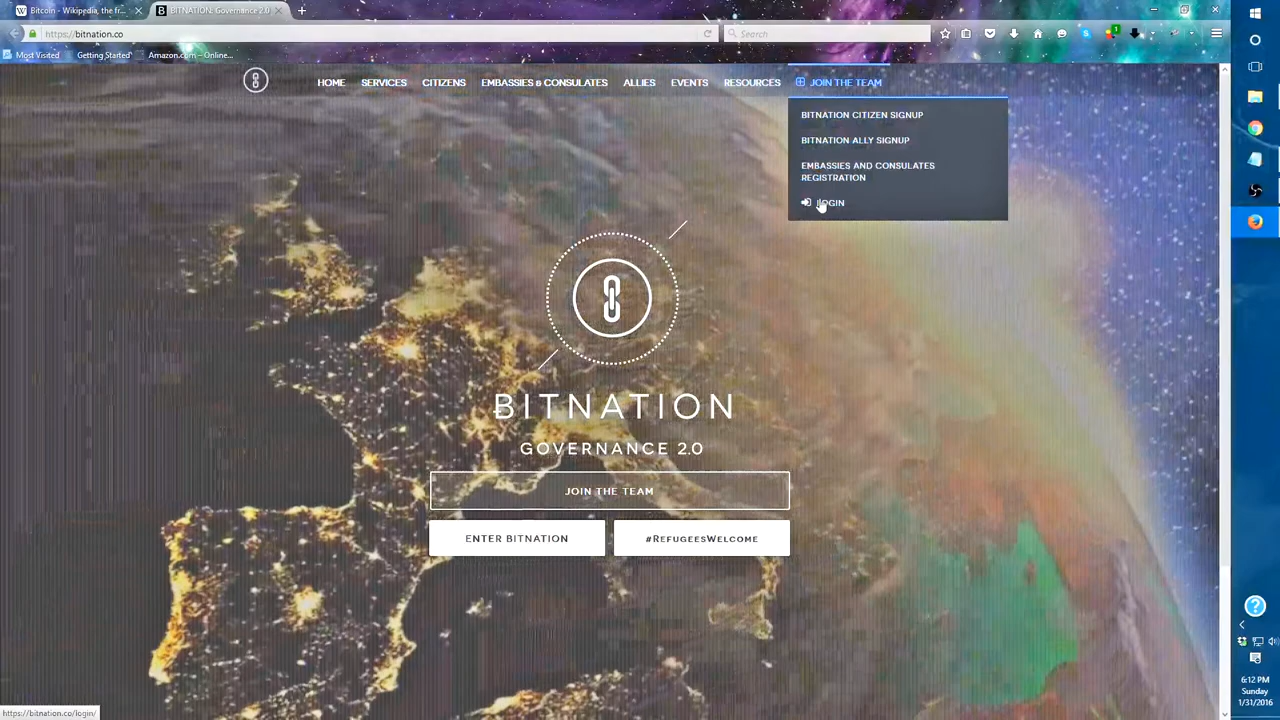 Bitcoin - Wikipedia, the fr...
BITNATION: Governance 2.0
https://bitnation.co
Search
1
Most Visited
Getting Started
Amazon.com – Online...
HOME
SERVICES
CITIZENS
EMBASSIES & CONSULATES
ALLIES
EVENTS
RESOURCES
JOIN THE TEAM
BITNATION CITIZEN SIGNUP
BITNATION ALLY SIGNUP
EMBASSIES AND CONSULATES
REGISTRATION
LOGIN
BITNATION
GOVERNANCE 2.0
JOIN THE TEAM
ENTER BITNATION
#REFUGEESWELCOME
https://bitnation.co/login/
6:12 PM
Sunday
1/31/2016